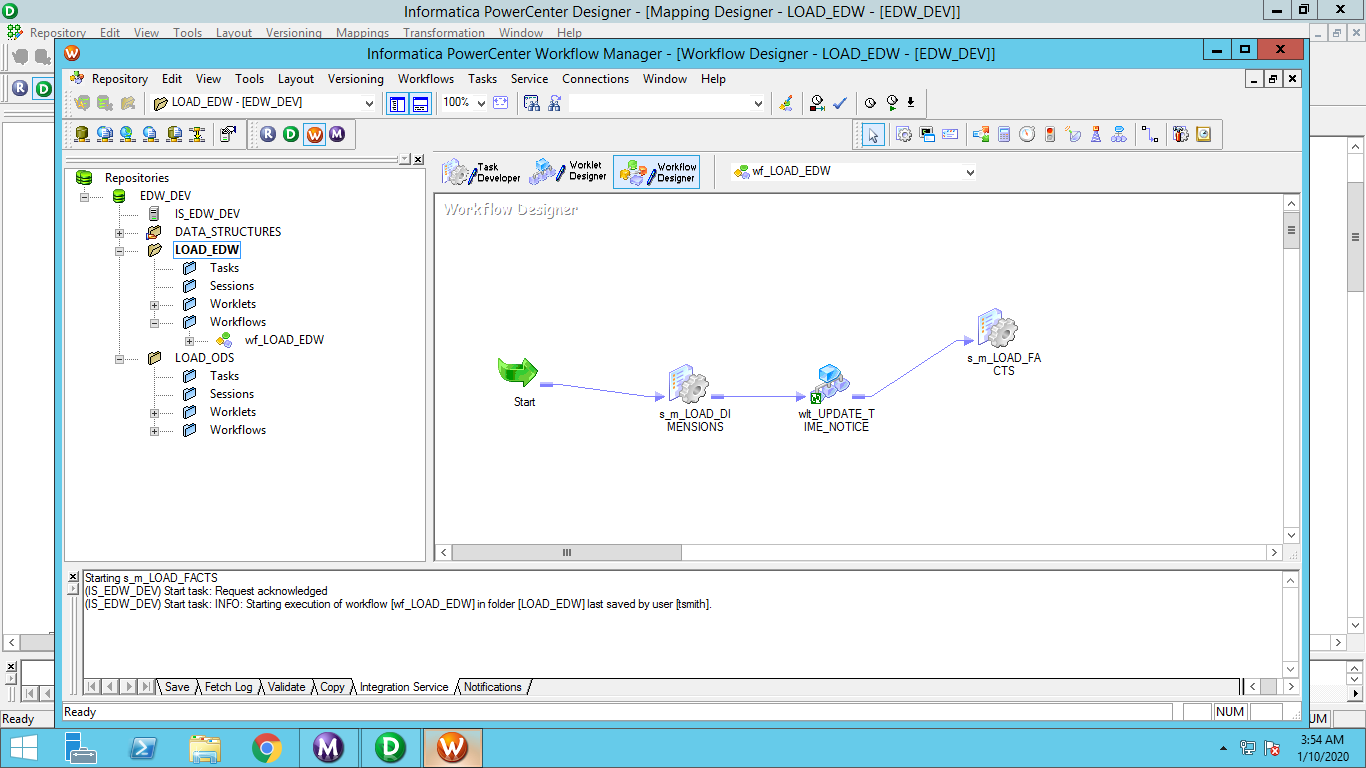 Informatica PowerCenter Designer - [Mapping Designer - LOAD_EDW - [EDW_DEV]]
Repository Edit View Tools Layout Versioning Mappings Transformation Window Help
Informatica PowerCenter Workflow Manager - [Workflow Designer - LOAD_EDW - [EDW_DEV]]
Repository Edit View Tools Layout Versioning Workflows Tasks Service Connections Window Help
LOAD_EDW - [EDW_DEV]
100%
R D W M
R D
Task Developer
Worklet Designer
Workflow Designer
wf_LOAD_EDW
Repositories
EDW_DEV
IS_EDW_DEV
DATA_STRUCTURES
LOAD_EDW
Tasks
Sessions
Worklets
Workflows
wf_LOAD_EDW
LOAD_ODS
Tasks
Sessions
Worklets
Workflows
Workflow Designer
Start
s_m_LOAD_DI
MENSIONS
wlt_UPDATE_T
IME_NOTICE
s_m_LOAD_FA
CTS
Starting s_m_LOAD_FACTS
(IS_EDW_DEV) Start task: Request acknowledged
(IS_EDW_DEV) Start task: INFO: Starting execution of workflow [wf_LOAD_EDW] in folder [LOAD_EDW] last saved by user [tsmith].
Save Fetch Log Validate Copy Integration Service Notifications
Ready
NUM
Ready
UM
M D W
3:54 AM
1/10/2020